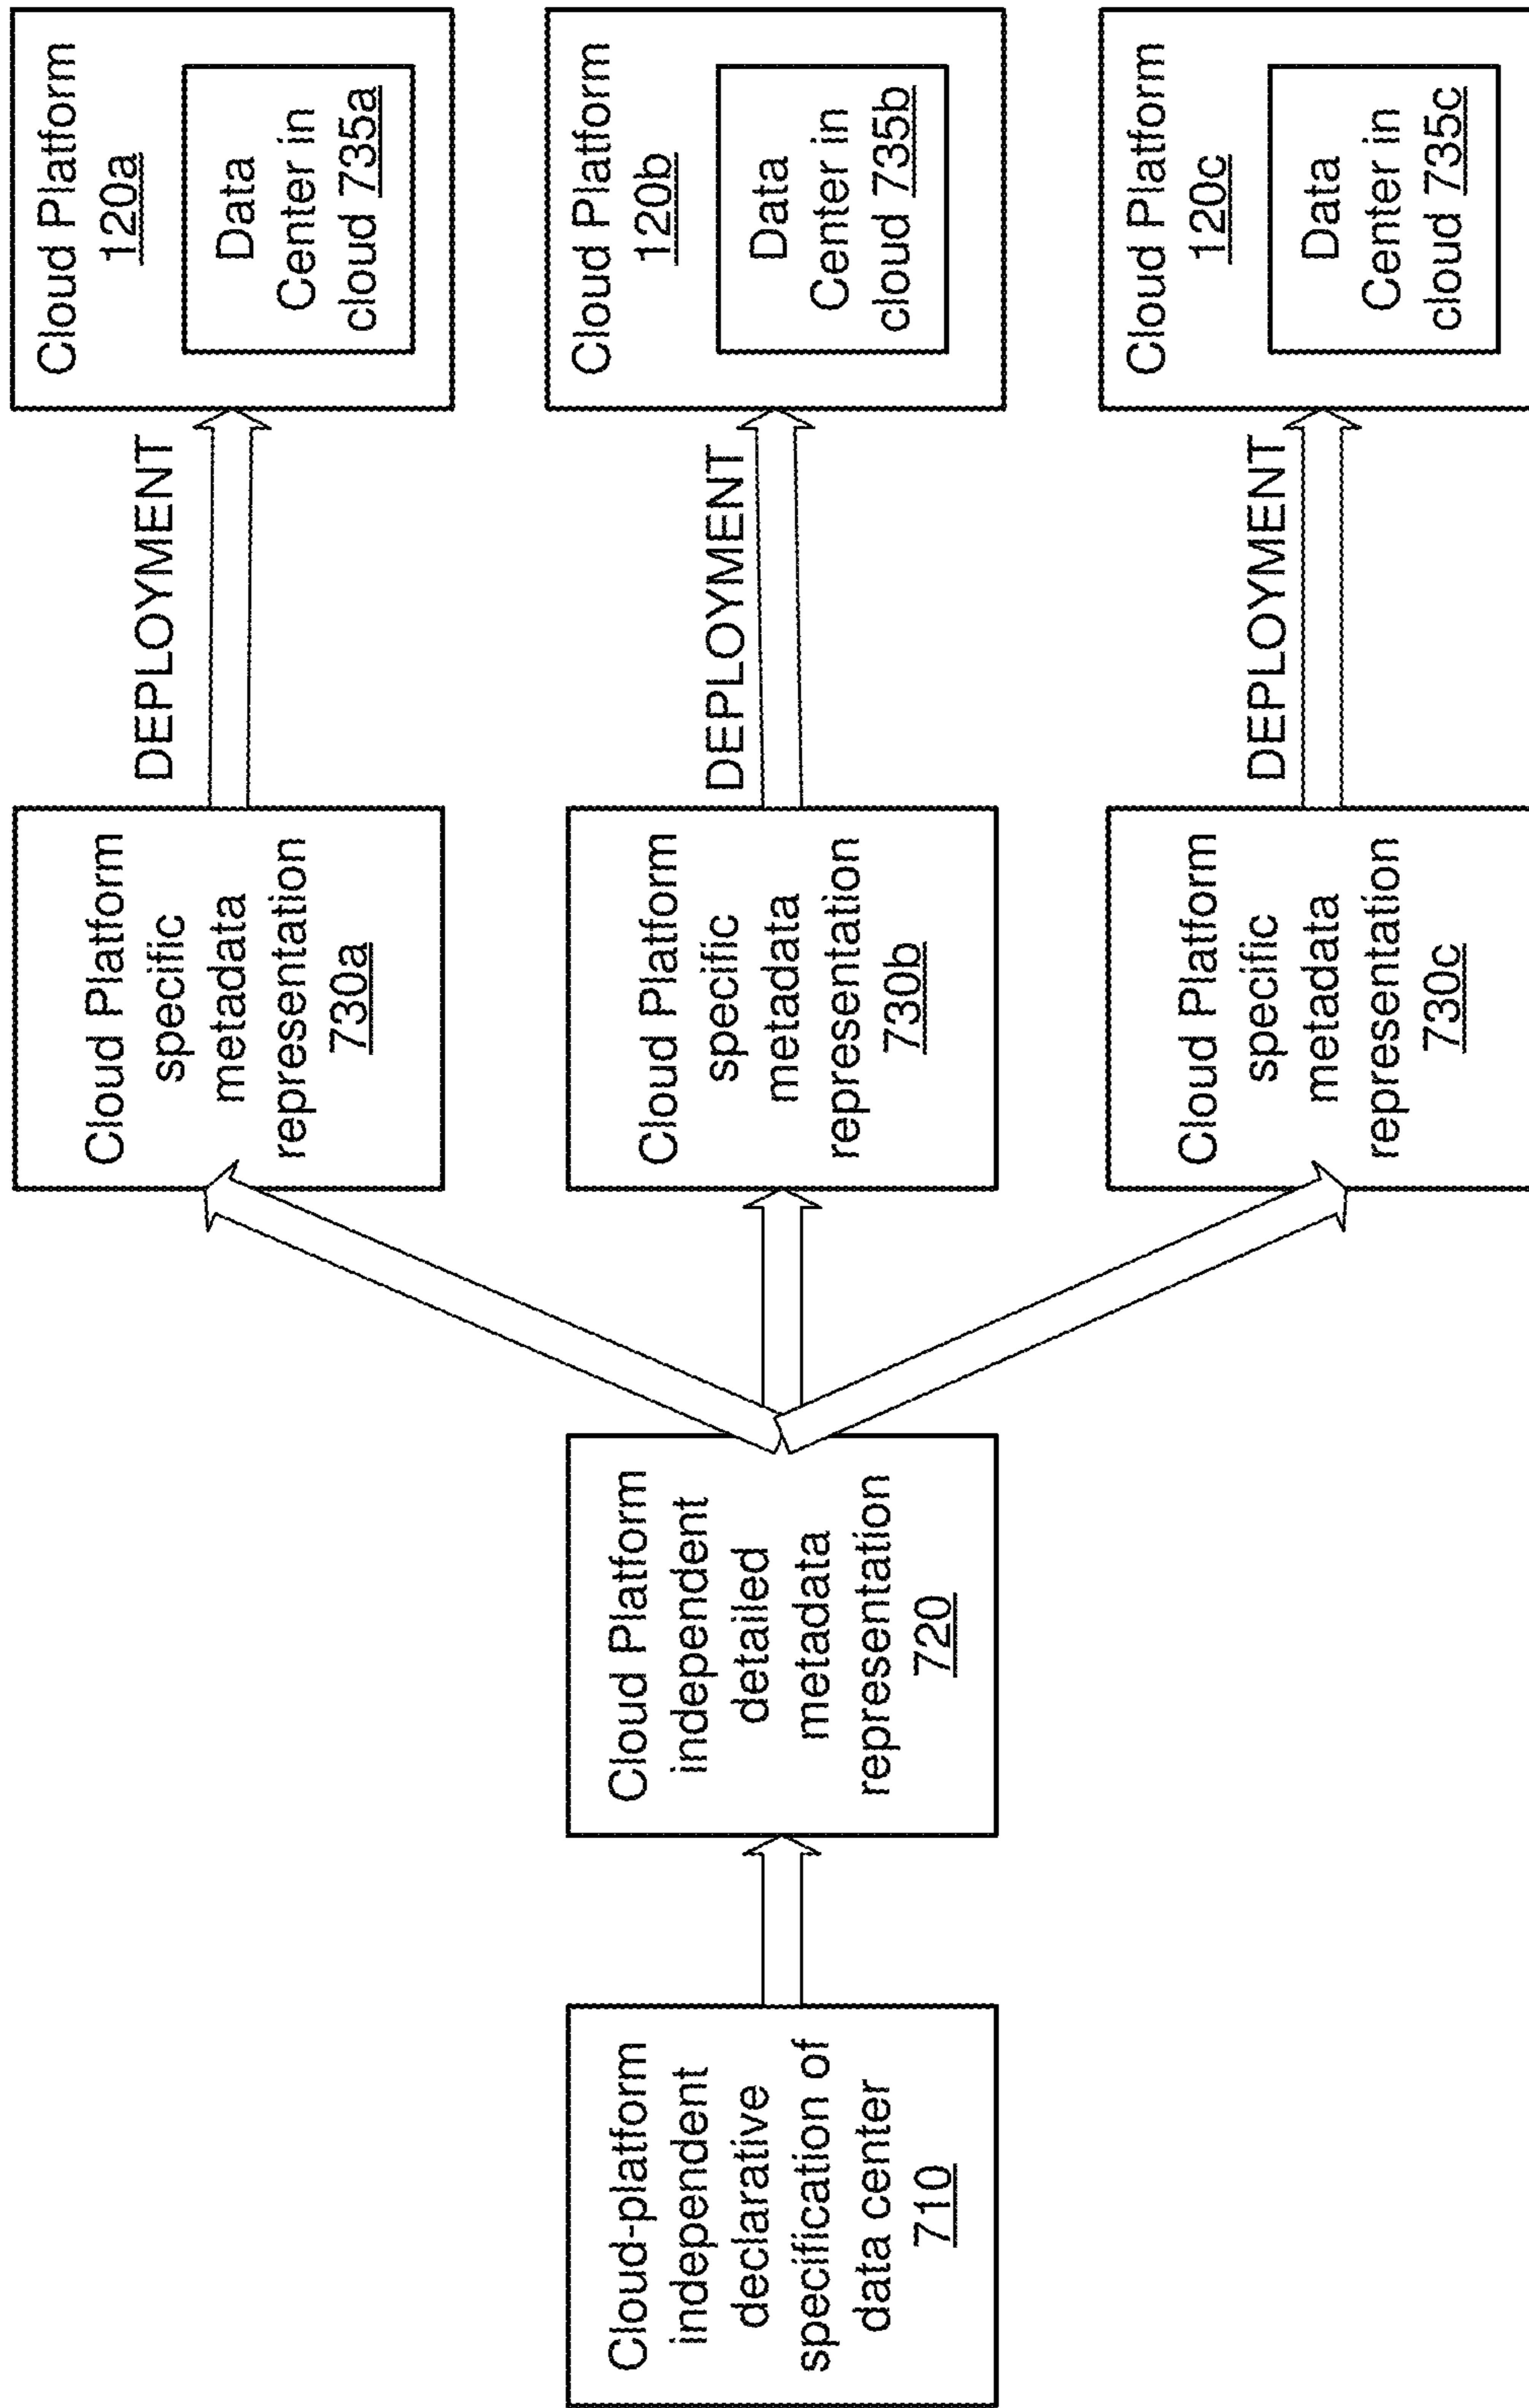 Cloud-platform
independent
declarative
specification of
data center
710
Cloud Platform
independent
detailed
metadata
representation
720
Cloud Platform
specific
metadata
representation
730a
DEPLOYMENT
Cloud Platform
120a
Data
Center in
cloud 735a
Cloud Platform
specific
metadata
representation
730b
DEPLOYMENT
Cloud Platform
120b
Data
Center in
cloud 735b
Cloud Platform
specific
metadata
representation
730c
DEPLOYMENT
Cloud Platform
120c
Data
Center in
cloud 735c